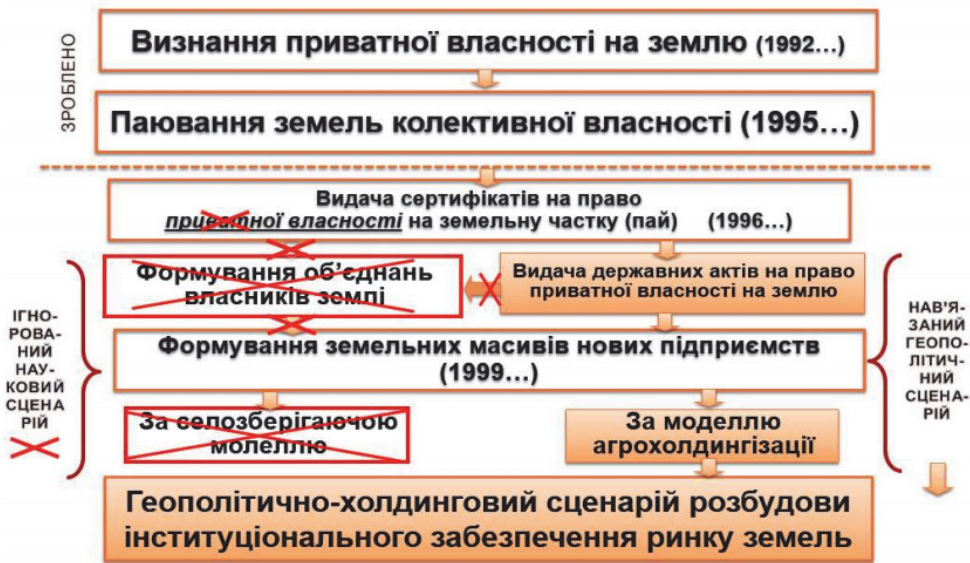 ЗРОБЛЕНО
Визнання приватної власності на землю (1992...)
Паювання земель колективної власності (1995...)
Видача сертифікатів на право
приватної власності на земельну частку (пай) (1996...)
Формування об'єднань
власників землі
Видача державних актів на право
приватної власності на землю
ІГНО-
РОВА-
НИЙ
НАУ-
КОВИЙ
СЦЕНА
РІЙ
НАВ'Я-
ЗАНИЙ
ГЕОПО-
ЛІТИЧ-
НИЙ
СЦЕНА-
РІЙ
Формування земельних масивів нових підприємств
(1999...)
За селозберігаючою
моделлю
За моделлю
агрохолдингізації
Геополітично-холдинговий сценарій розбудови
інституціонального забезпечення ринку земель